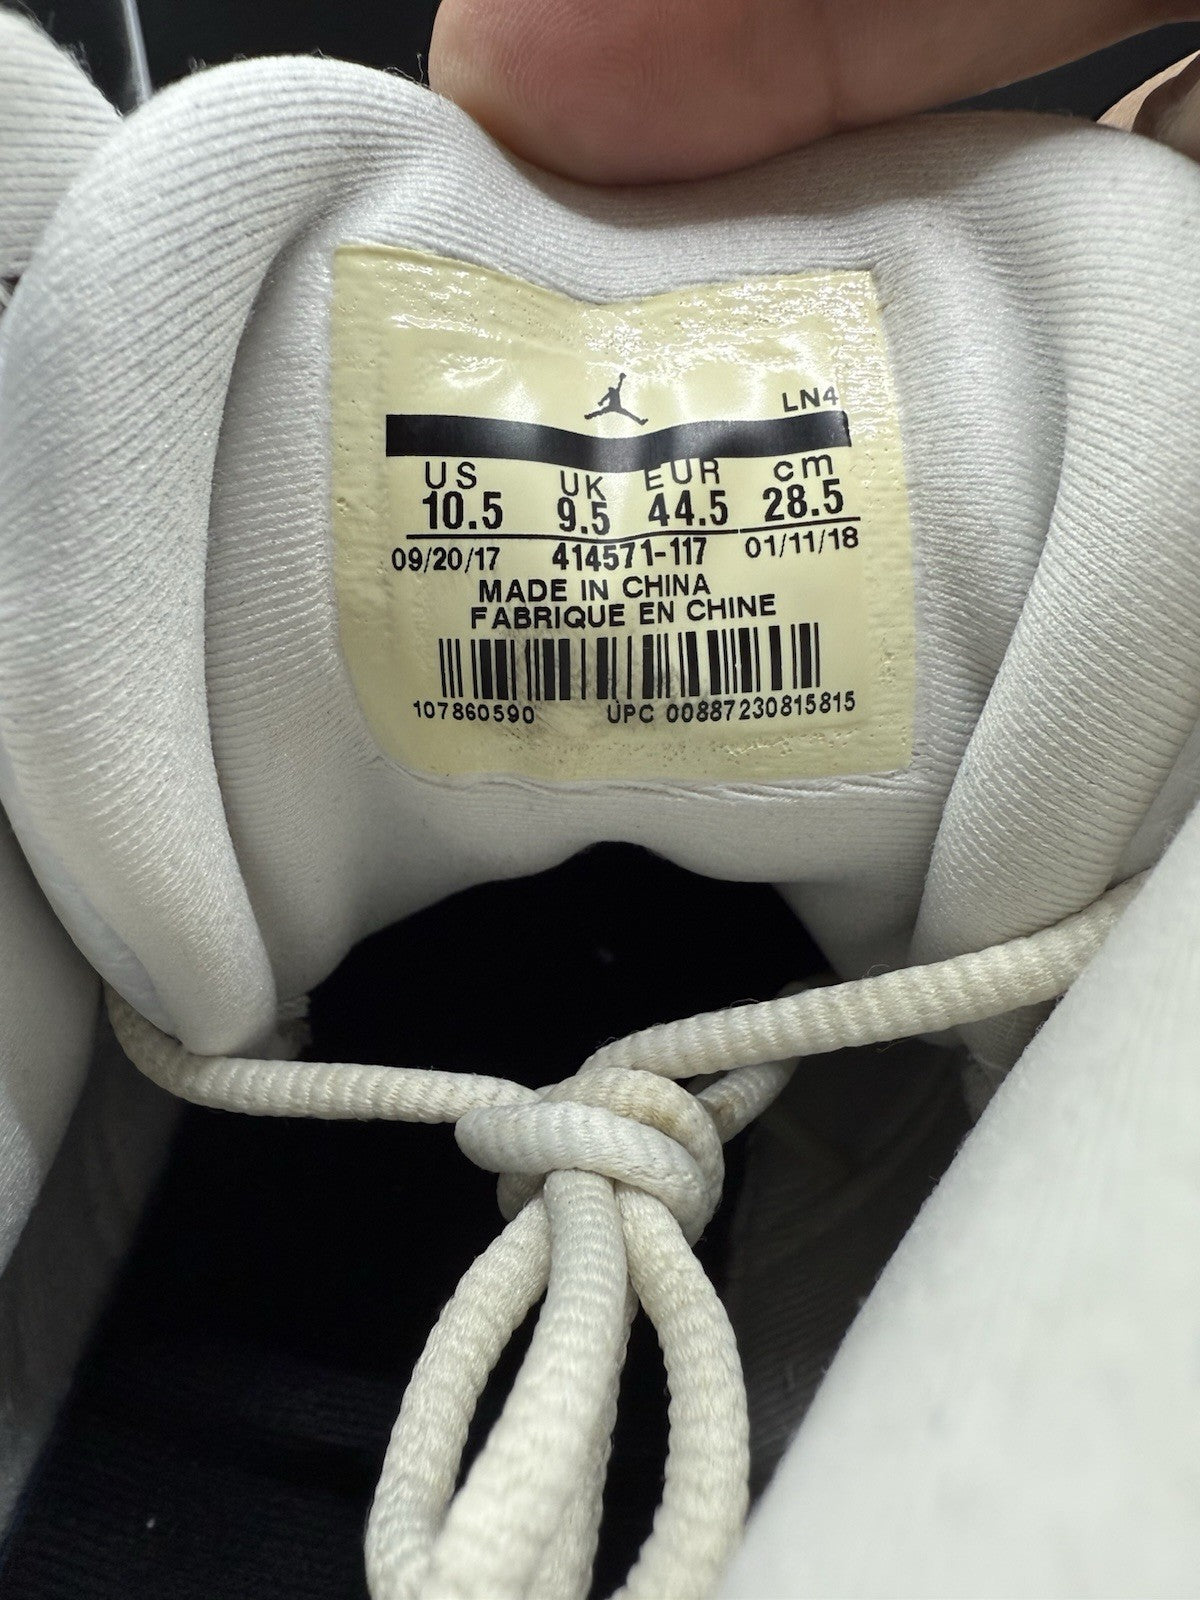 LN4
US UK EUR cm
10.5 9.5 44.5 28.5
09/20/17 414571-117 01/11/18
MADE IN CHINA
FABRIQUE EN CHINE
107860590 UPC 00887230815815